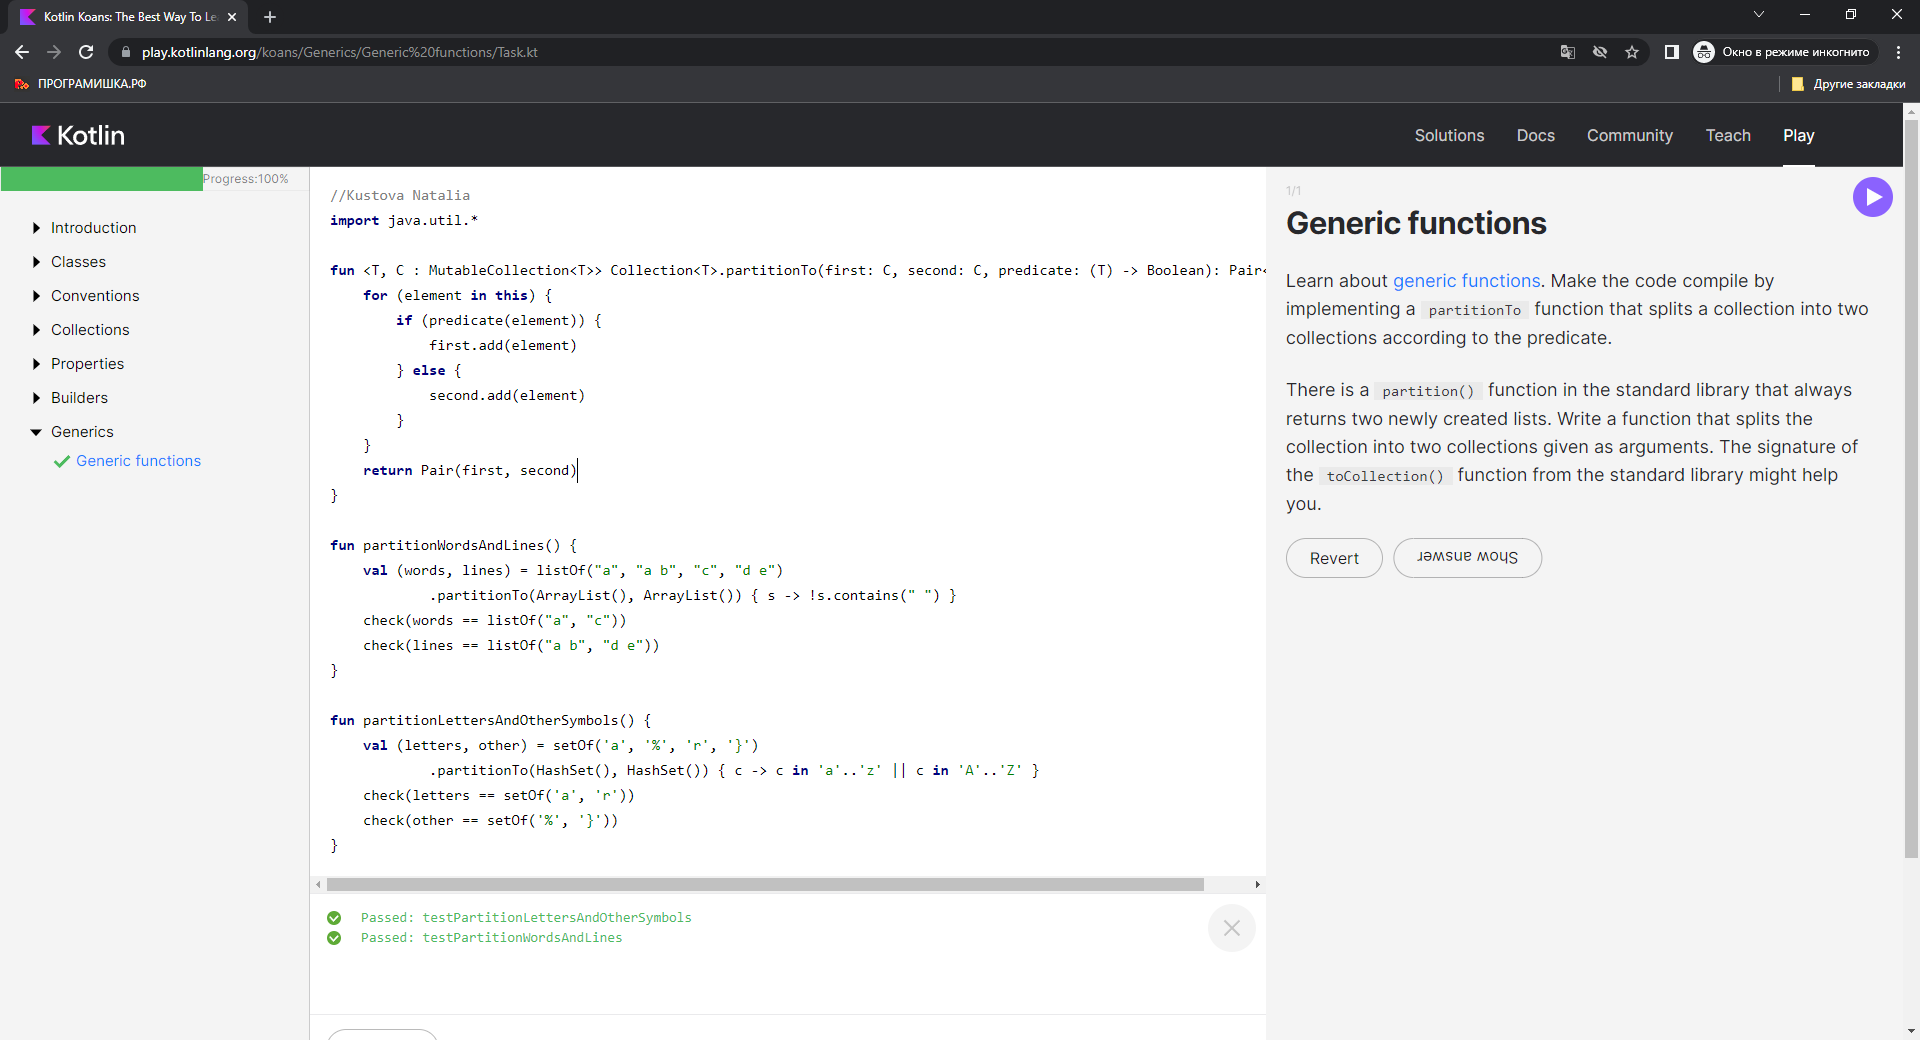 Kotlin Koans: The Best Way To Le
play.kotlinlang.org/koans/Generics/Generic%20functions/Task.kt
Окно в режиме инкогнито
ПРОГРАМИШКА.РФ
Другие закладки
Kotlin
Solutions
Docs
Community
Teach
Play
Progress:100%
Introduction
Classes
Conventions
Collections
Properties
Builders
Generics
Generic functions
//Kustova Natalia
import java.util.*
fun <T, C : MutableCollection<T>> Collection<T>.partitionTo(first: C, second: C, predicate: (T) -> Boolean): Pair<
for (element in this) {
if (predicate(element)) {
first.add(element)
} else {
second.add(element)
}
}
return Pair(first, second)
}
fun partitionWordsAndLines() {
val (words, lines) = listOf("a", "a b", "c", "d e")
.partitionTo(ArrayList(), ArrayList()) { s -> !s.contains(" ") }
check(words == listOf("a", "c"))
check(lines == listOf("a b", "d e"))
}
fun partitionLettersAndOtherSymbols() {
val (letters, other) = setOf('a', '%', 'r', '}')
.partitionTo(HashSet(), HashSet()) { c -> c in 'a'..'z' || c in 'A'..'Z' }
check(letters == setOf('a', 'r'))
check(other == setOf('%', '}'))
}
Passed: testPartitionLettersAndOtherSymbols
Passed: testPartitionWordsAndLines
1/1
Generic functions
Learn about generic functions. Make the code compile by
implementing a partitionTo function that splits a collection into two
collections according to the predicate.
There is a partition() function in the standard library that always
returns two newly created lists. Write a function that splits the
collection into two collections given as arguments. The signature of
the toCollection() function from the standard library might help
you.
Revert
Show answer